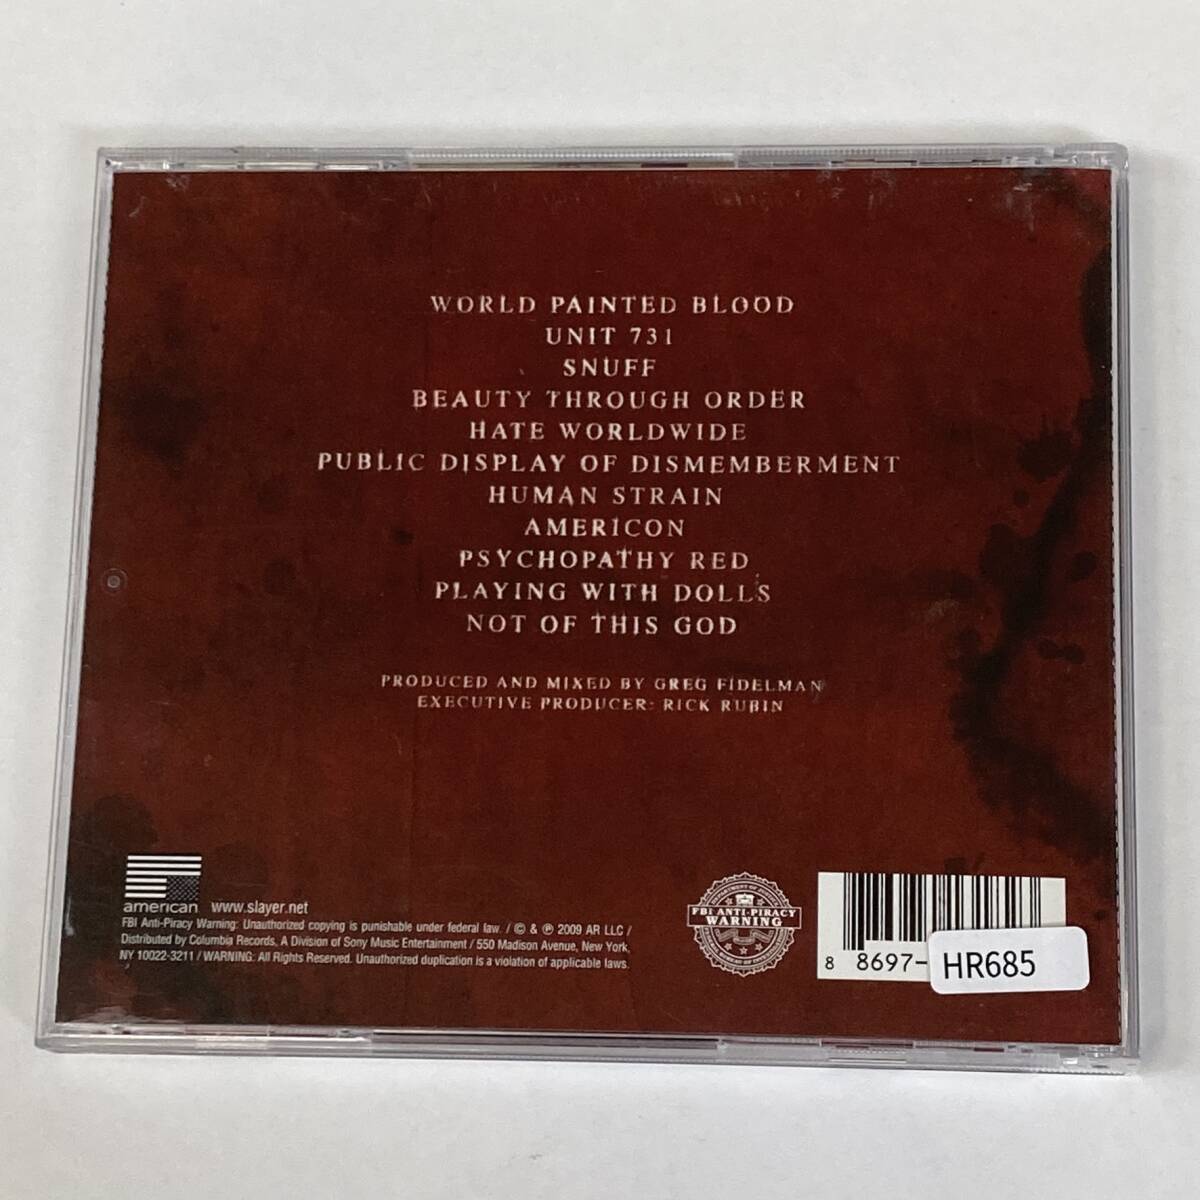 WORLD PAINTED BLOOD
UNIT 731
SNUFF
BEAUTY THROUGH ORDER
HATE WORLDWIDE
PUBLIC DISPLAY OF DISMEMBERMENT
HUMAN STRAIN
AMERICON
PSYCHOPATHY RED
PLAYING WITH DOLLS
NOT OF THIS GOD
PRODUCED AND MIXED BY GREG FIDELMAN
EXECUTIVE PRODUCER: RICK RUBIN
american www.slayer.net
FBI Anti-Piracy Warning: Unauthorized copying is punishable under federal law. / © & ℗ 2009 AR LLC /
Distributed by Columbia Records, A Division of Sony Music Entertainment / 550 Madison Avenue, New York,
NY 10022-3211 / WARNING: All Rights Reserved. Unauthorized duplication is a violation of applicable laws.
FBI ANTI-PIRACY
WARNING
8 8697-
HR685